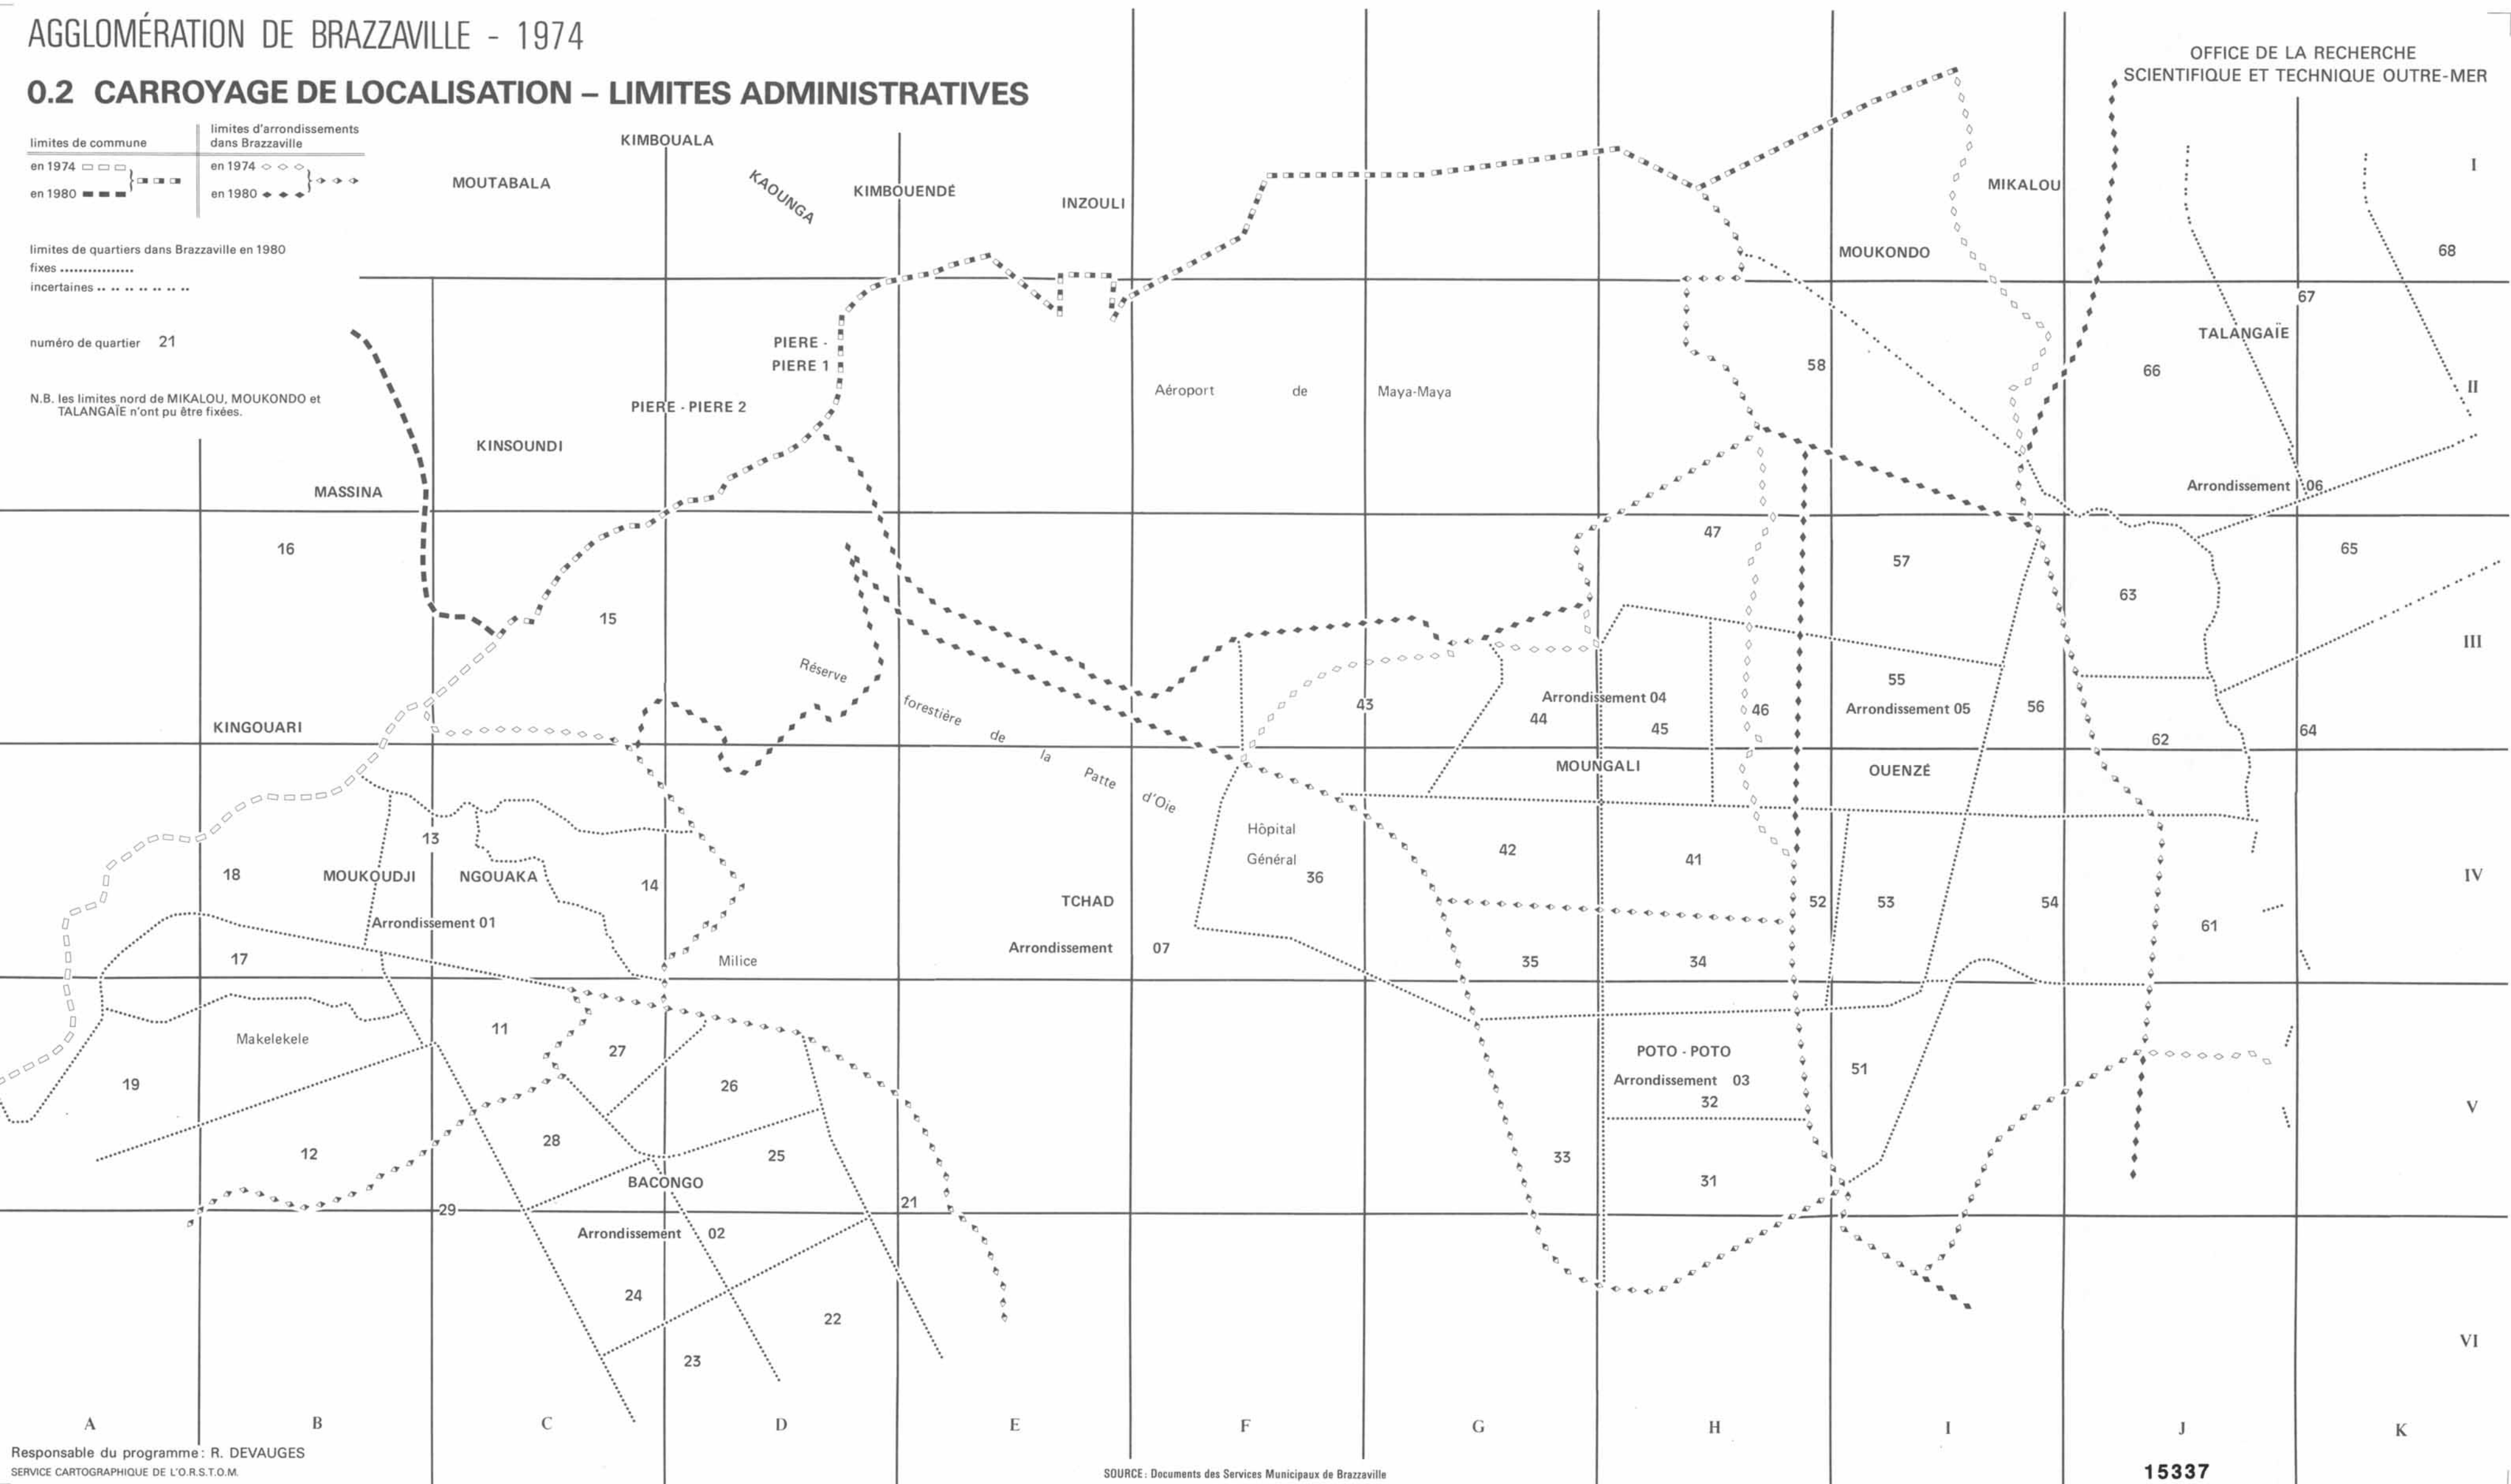 AGGLOMÉRATION DE BRAZZAVILLE - 1974
0.2 CARROYAGE DE LOCALISATION – LIMITES ADMINISTRATIVES
OFFICE DE LA RECHERCHE
SCIENTIFIQUE ET TECHNIQUE OUTRE-MER
limites de commune
en 1974
en 1980
limites d'arrondissements
dans Brazzaville
en 1974
en 1980
limites de quartiers dans Brazzaville en 1980
fixes
incertaines
numéro de quartier 21
N.B. les limites nord de MIKALOU, MOUKONDO et
TALANGAÏE n'ont pu être fixées.
KIMBOUALA
MOUTABALA
KAOUNGA
KIMBOUENDÉ
INZOULI
MIKALOU
I
MOUKONDO
68
67
PIERE -
PIERE 1
TALANGAÏE
58
66
Aéroport de Maya-Maya
II
PIERE - PIERE 2
KINSOUNDI
MASSINA
Arrondissement 06
16
47
57
65
15
63
III
Réserve forestière de la Patte d'Oie
KINGOUARI
43
Arrondissement 04
44
45
46
55
Arrondissement 05
56
62
64
MOUNGALI
OUENZÉ
13
Hôpital
Général
36
42
41
18
MOUKOUDJI
NGOUAKA
14
TCHAD
52
53
54
IV
Arrondissement 01
Arrondissement 07
61
17
Milice
35
34
11
Makelekele
27
POTO - POTO
Arrondissement 03
32
19
26
51
V
12
28
25
33
31
BACONGO
29
21
Arrondissement 02
24
22
23
VI
A B C D E F G H I J K
Responsable du programme : R. DEVAUGES
SERVICE CARTOGRAPHIQUE DE L'O.R.S.T.O.M.
SOURCE : Documents des Services Municipaux de Brazzaville
15337